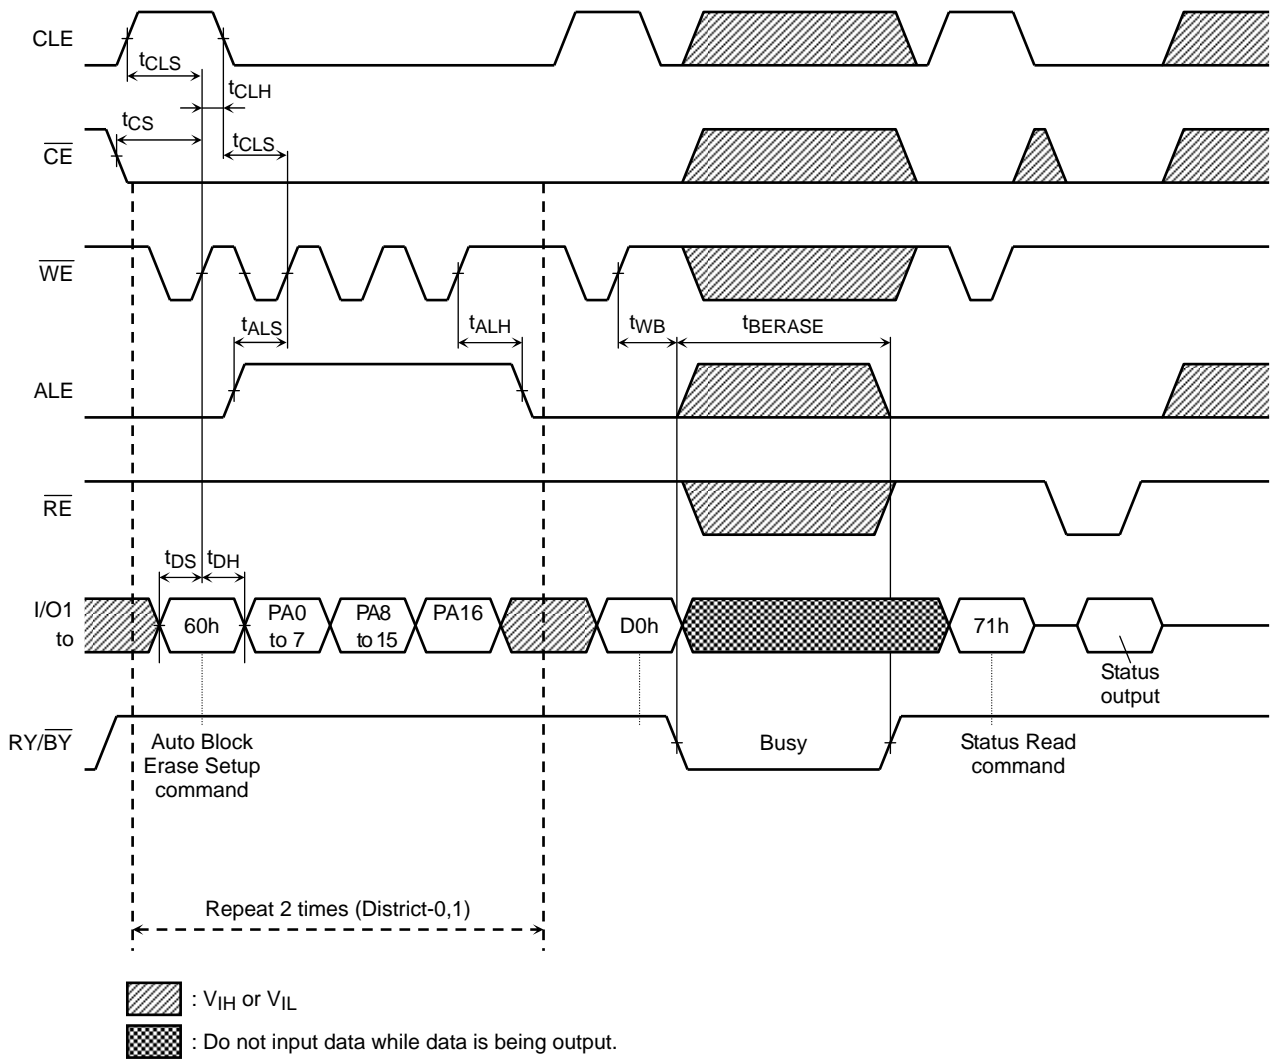 CLE
tCLS
tCLH
tCS
tCLS
CE
WE
tALS
tALH
tWB
tBERASE
ALE
RE
tDS
tDH
I/O1
to
60h
PA0
to 7
PA8
to 15
PA16
D0h
71h
Status
output
RY/BY
Auto Block
Erase Setup
command
Busy
Status Read
command
Repeat 2 times (District-0,1)
: VIH or VIL
: Do not input data while data is being output.